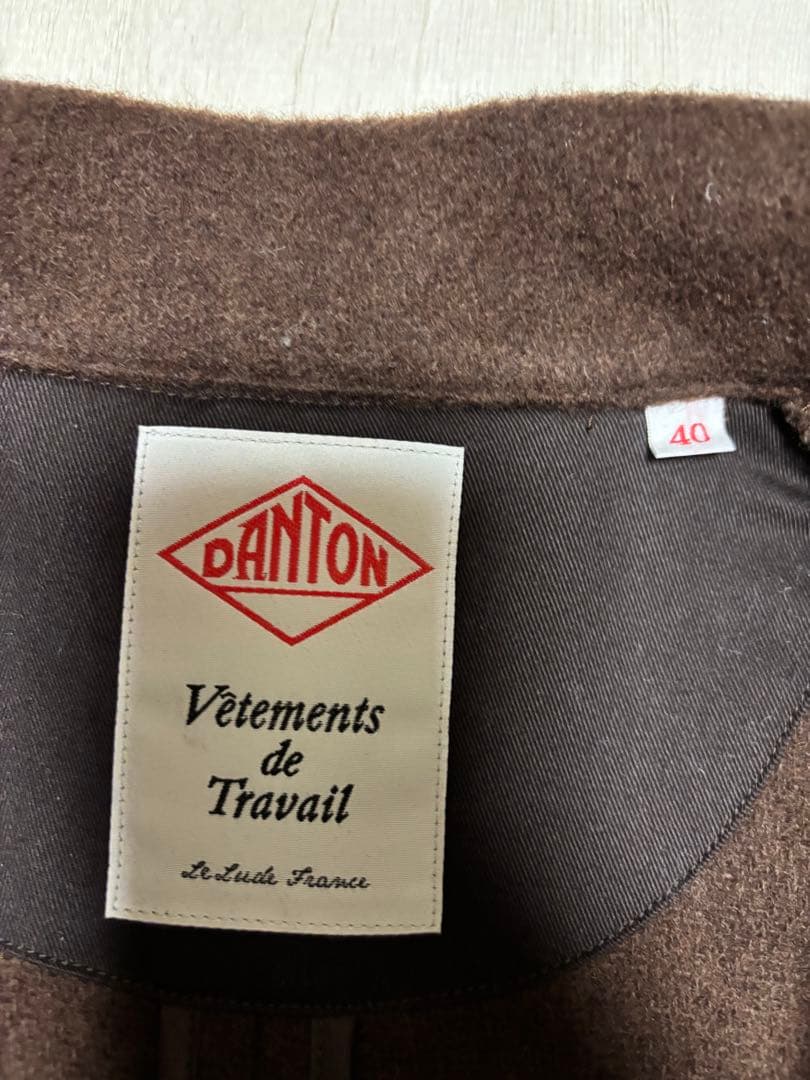 DANTON
Vêtements
de
Travail
Le Lude France
40